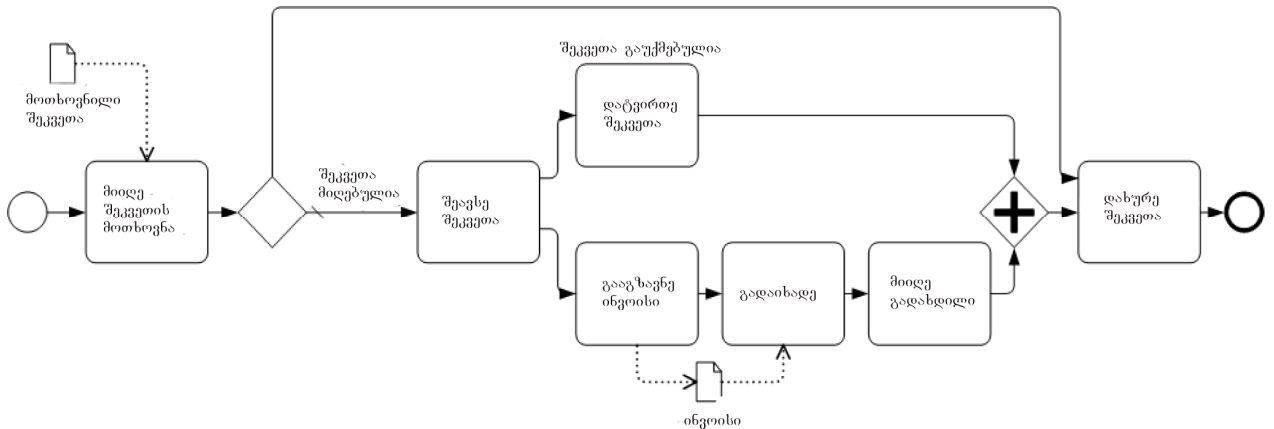 შეკვეთა გაუქმებულია
მოთხოვნილი
შეკვეთა
მიიღე
შეკვეთის
მოთხოვნა
შეკვეთა
მიღებულია
შეავსე
შეკვეთა
დატვირთე
შეკვეთა
გააგზავნე
ინვოისი
გადაიხადე
მიიღე
გადახდილი
დახურე
შეკვეთა
ინვოისი